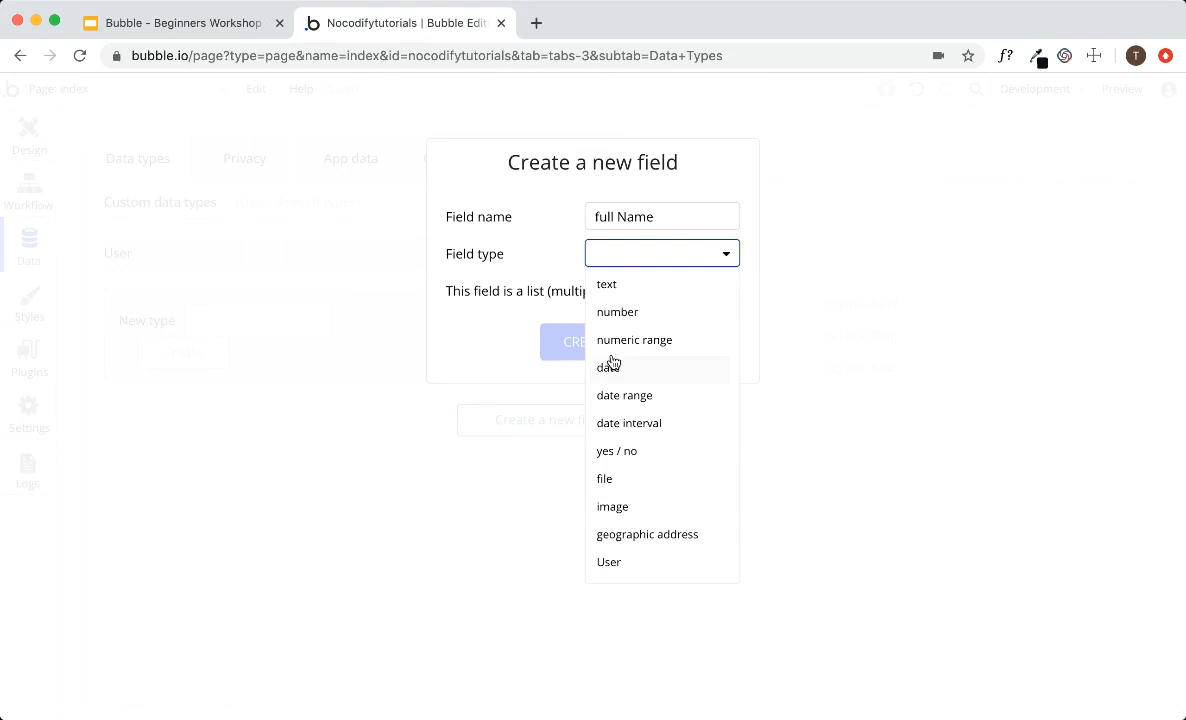 Bubble - Beginners Workshop
Nocodifytutorials | Bubble Edit
bubble.io/page?type=page&name=index&id=nocodifytutorials&tab=tabs-3&subtab=Data+Types
f?
T
Page: index
Edit
Help
Saved
Development
Preview
Design
Workflow
Data
Styles
Plugins
Settings
Logs
Data types
Privacy
App data
Custom data types
User
New type
Create a new field
Field name
full Name
Field type
This field is a list (multip
CRE
text
number
numeric range
date
date range
date interval
yes / no
file
image
geographic address
User
Create a new fi